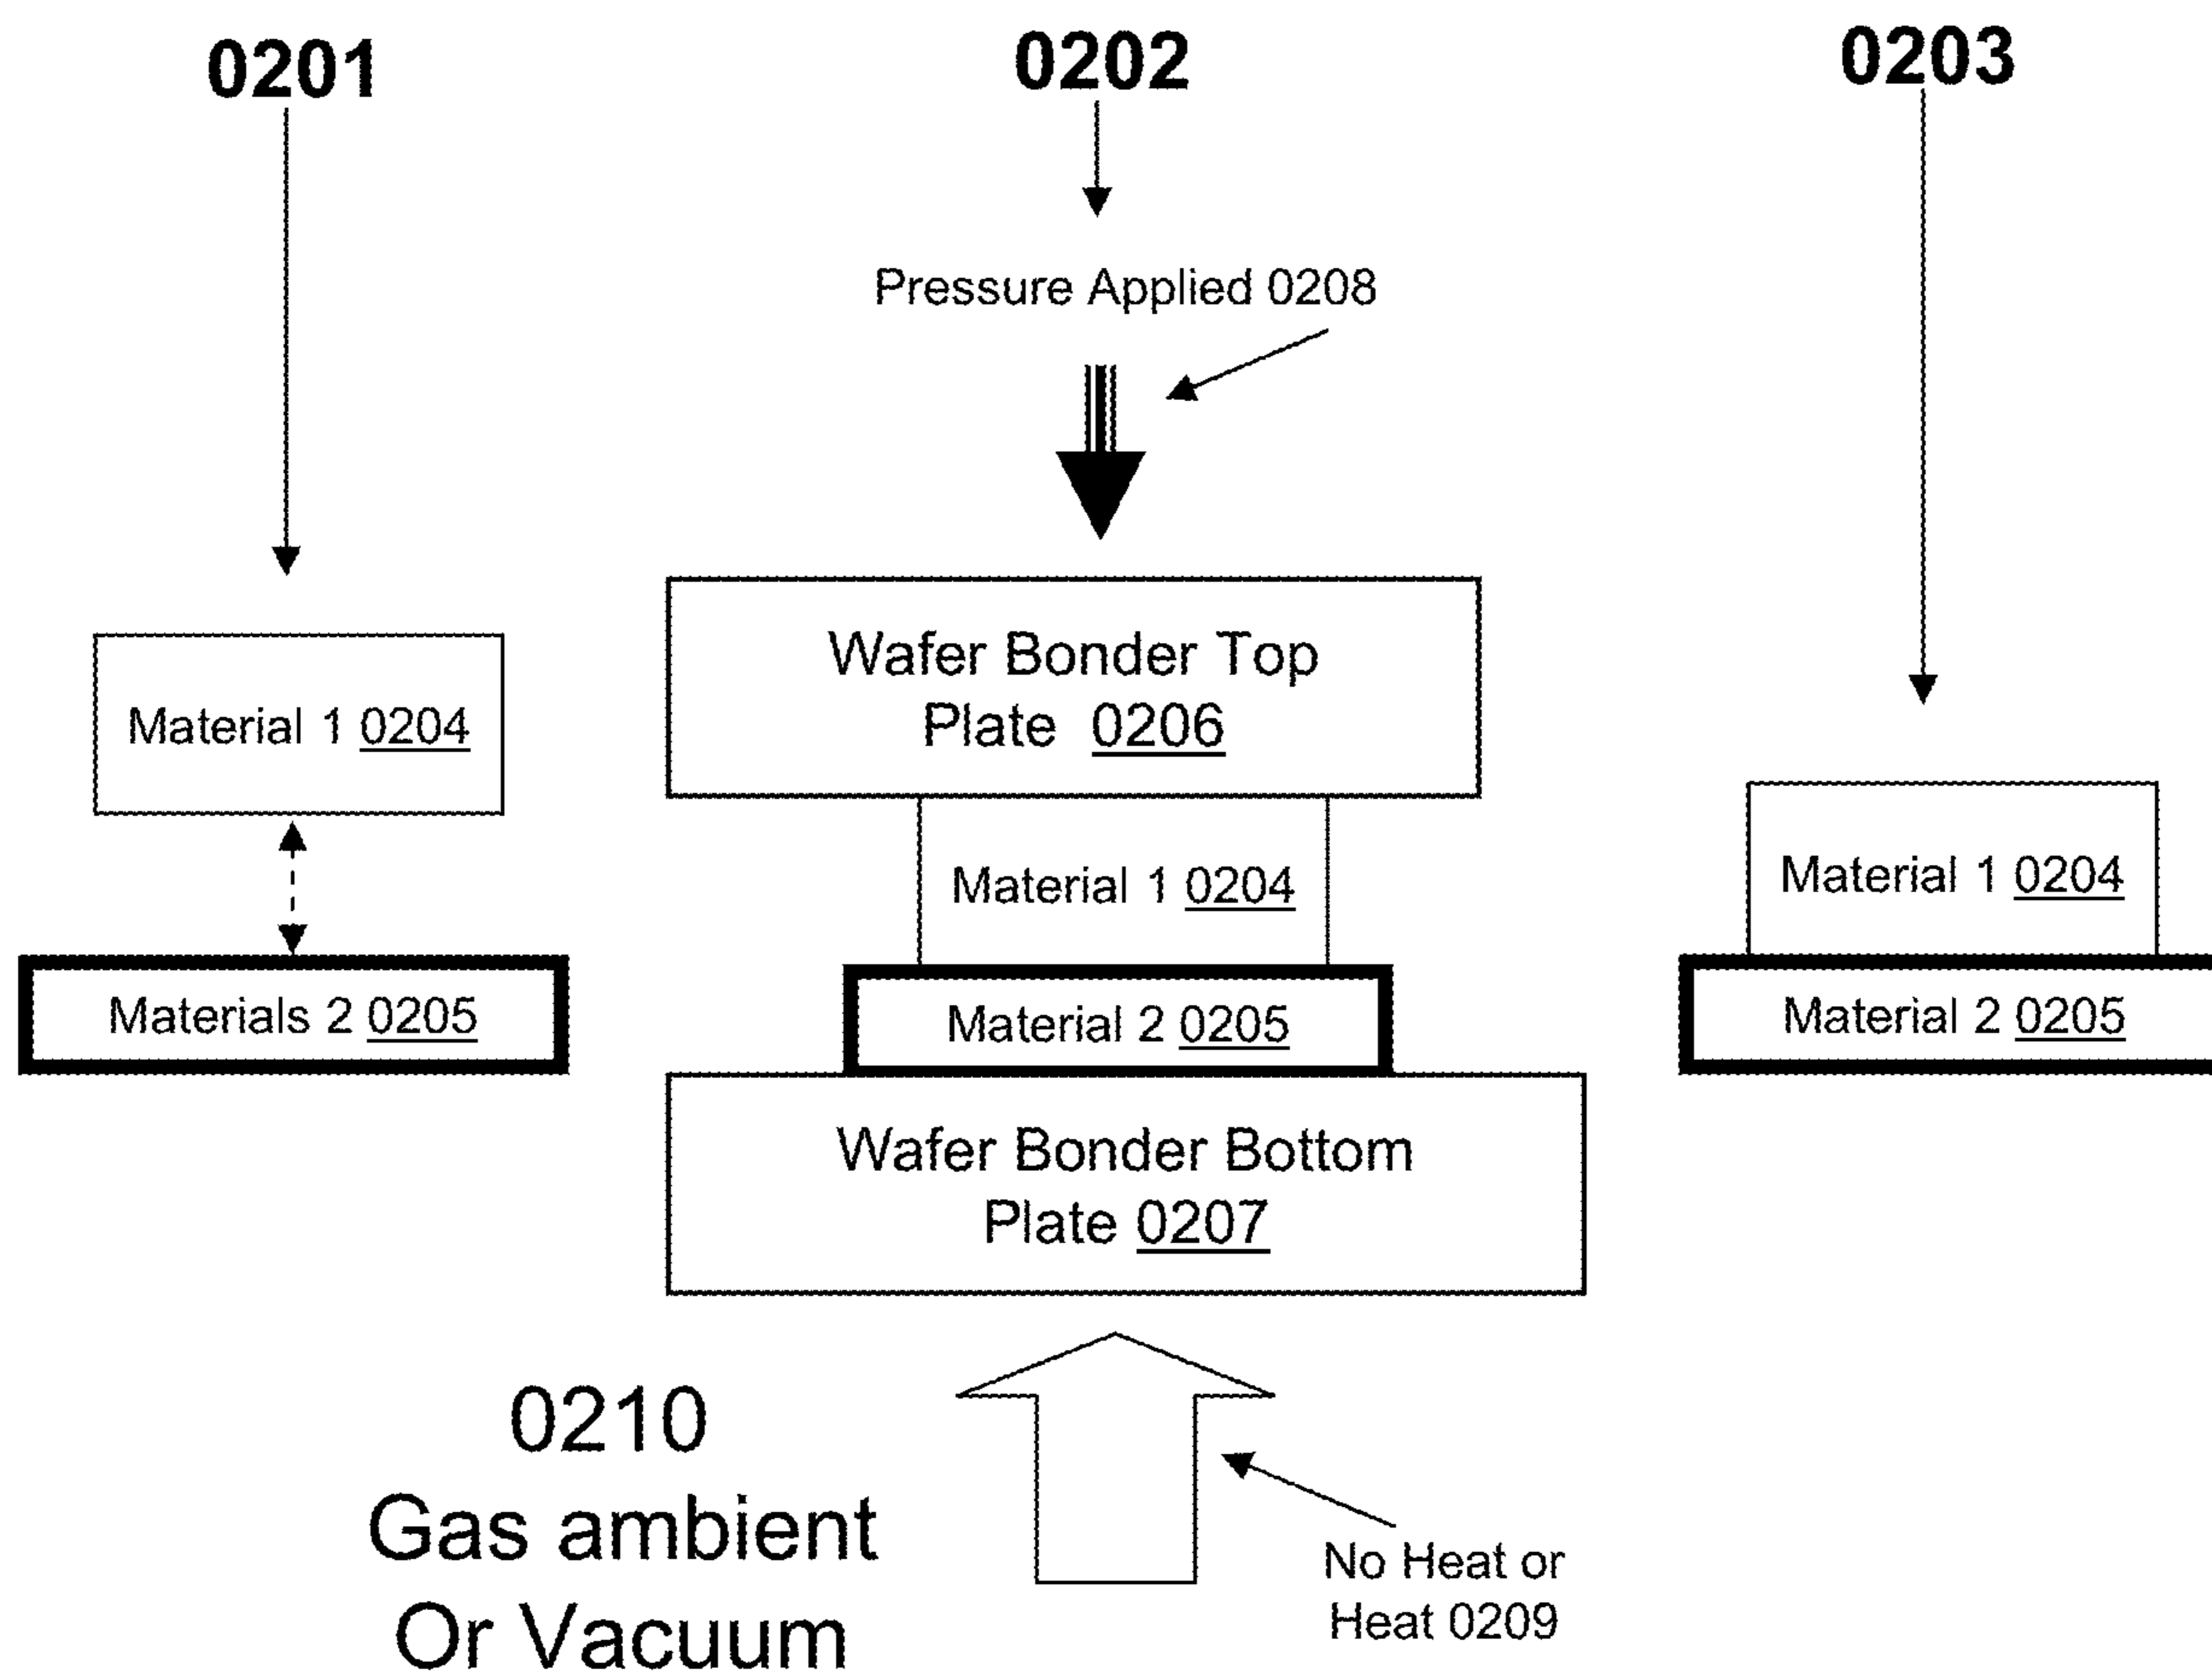 0201
0202
0203
Pressure Applied 0208
Material 1 0204
Materials 2 0205
Wafer Bonder Top
Plate 0206
Material 1 0204
Material 2 0205
Wafer Bonder Bottom
Plate 0207
Material 1 0204
Material 2 0205
0210
Gas ambient
Or Vacuum
No Heat or
Heat 0209